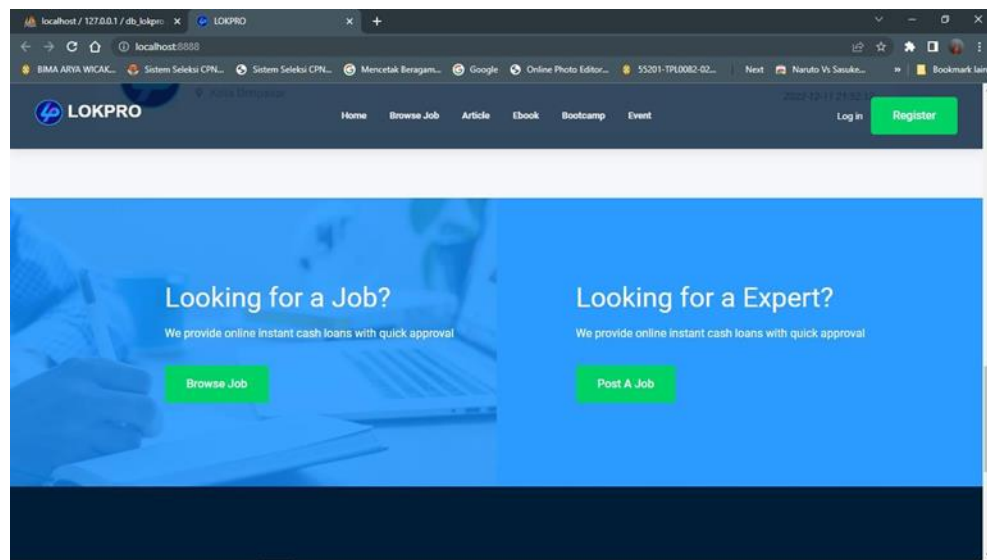 localhost / 127.0.0.1 / db_lokpro
LOKPRO
localhost:8888
BIMA ARYA WICAK...
Sistem Seleksi CPN...
Sistem Seleksi CPN...
Mencetak Beragam...
Google
Online Photo Editor...
55201-TPL0082-02...
Next
Naruto Vs Sasuke...
»
Bookmark lain
LOKPRO
Home
Browse Job
Article
Ebook
Bootcamp
Event
Log in
Register
Looking for a Job?
We provide online instant cash loans with quick approval
Browse Job
Looking for a Expert?
We provide online instant cash loans with quick approval
Post A Job